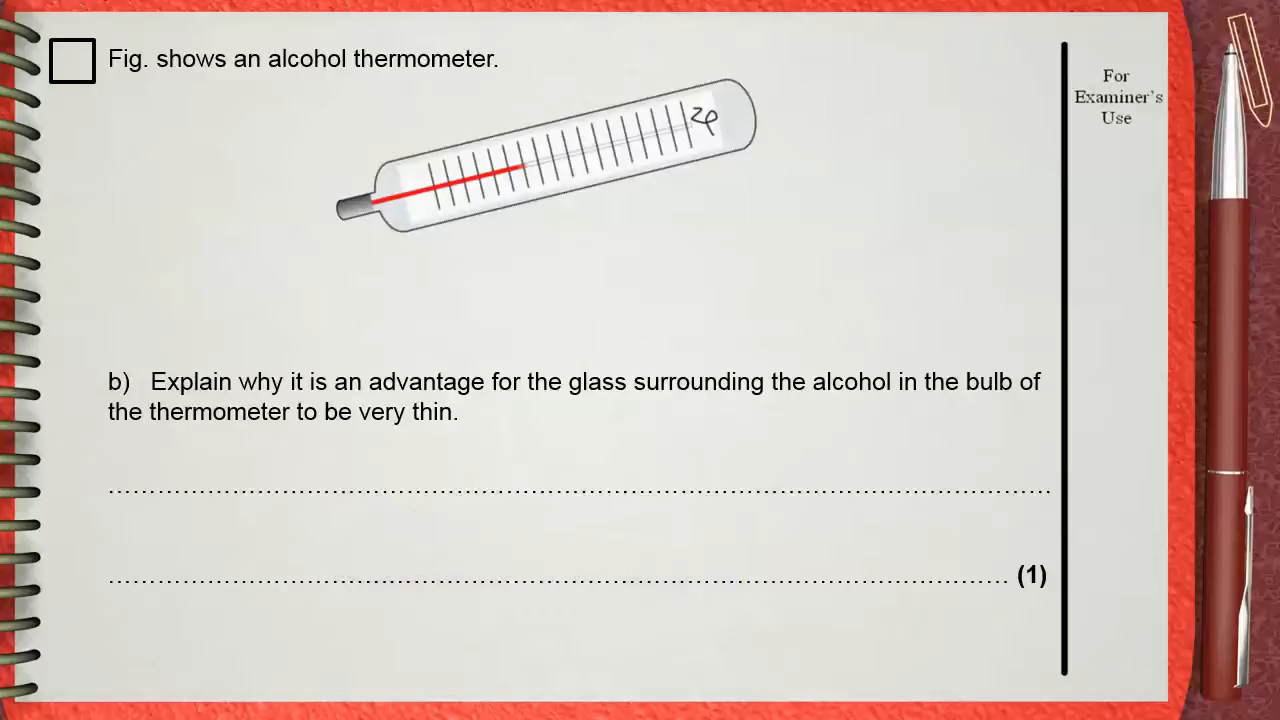 Fig. shows an alcohol thermometer.
For
Examiner's
Use
b) Explain why it is an advantage for the glass surrounding the alcohol in the bulb of
the thermometer to be very thin.
(1)